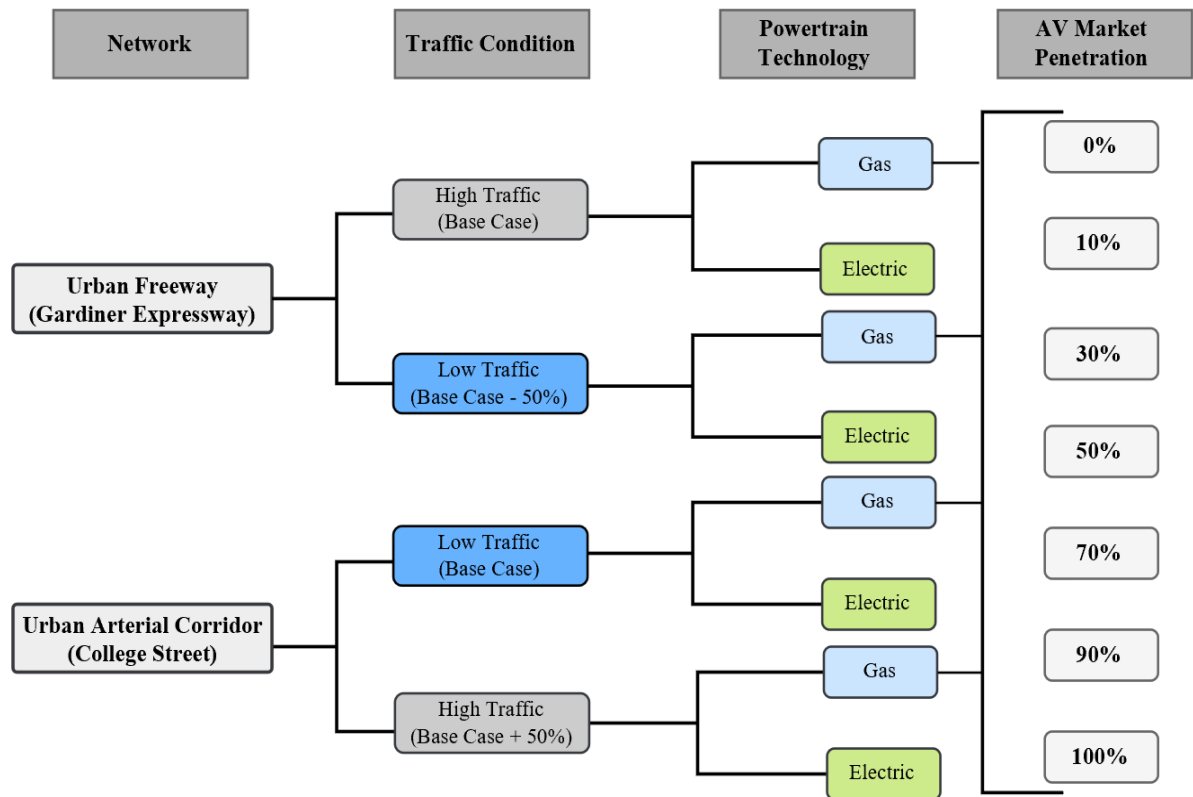 Network
Traffic Condition
Powertrain
Technology
AV Market
Penetration
Urban Freeway
(Gardiner Expressway)
High Traffic
(Base Case)
Gas
Electric
Low Traffic
(Base Case - 50%)
Gas
Electric
Urban Arterial Corridor
(College Street)
Low Traffic
(Base Case)
Gas
Electric
High Traffic
(Base Case + 50%)
Gas
Electric
0%
10%
30%
50%
70%
90%
100%